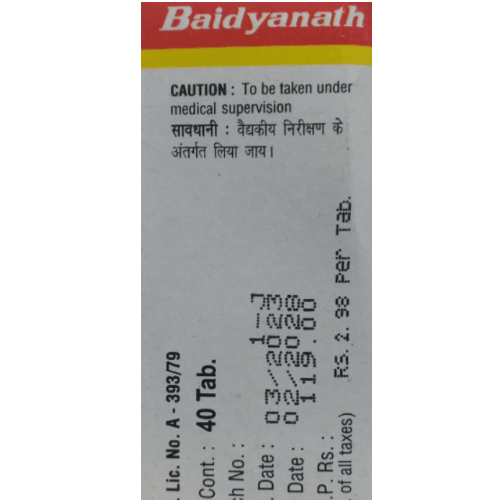 Baidyanath
CAUTION : To be taken under
medical supervision
सावधानी : वैद्यकीय निरीक्षण के
अंतर्गत लिया जाय।
. Lic. No. A - 393/79
Cont. : 40 Tab.
ch No. :
. Date : 03/2023
Date : 02/2028
.P. Rs. : 119.00
of all taxes) Rs. 2.98 Per Tab.